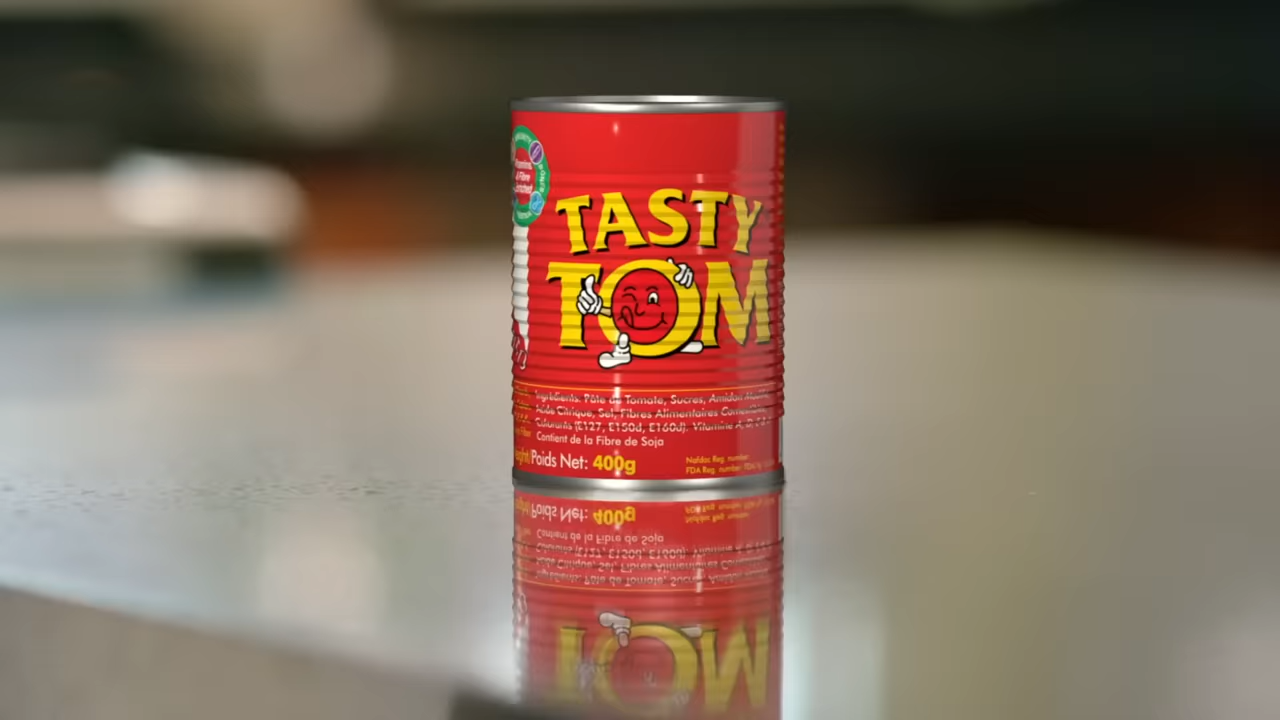 TASTY
TOM
Ingrédients: Pâte de Tomate, Sucres, Amidon
Acide Citrique, Sel, Fibres Alimentaires
Colorants (E127, E150d, E160d). Vitamine A,
Contient de la Fibre de Soja
Poids Net: 400g
Nafdac Reg. number
FDA Reg. number